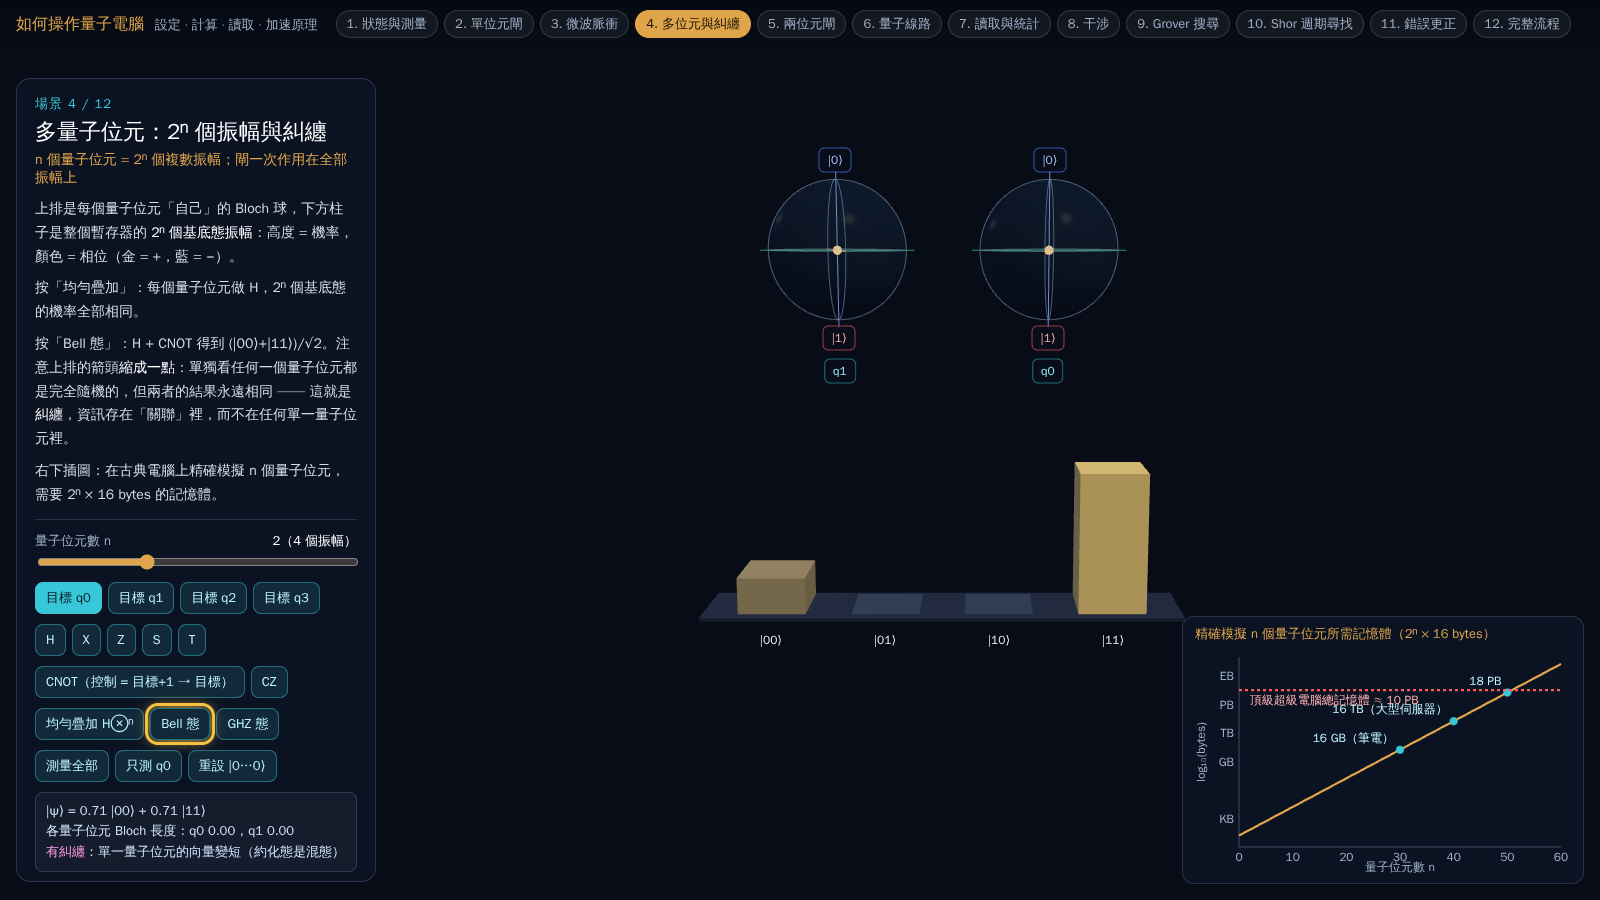 如何操作量子電腦 設定 · 計算 · 讀取 · 加速原理 1. 狀態與測量 2. 單位元閘 3. 微波脈衝 4. 多位元與糾纏 5. 兩位元閘 6. 量子線路 7. 讀取與統計 8. 干涉 9. Grover 搜尋 10. Shor 週期尋找 11. 錯誤更正 12. 完整流程
場景 4 / 12
多量子位元：2ⁿ 個振幅與糾纏
n 個量子位元 = 2ⁿ 個複數振幅；閘一次作用在全部
振幅上
上排是每個量子位元「自己」的 Bloch 球，下方柱
子是整個暫存器的 2ⁿ 個基底態振幅：高度 = 機率，
顏色 = 相位（金 = +，藍 = −）。
按「均勻疊加」：每個量子位元做 H，2ⁿ 個基底態
的機率全部相同。
按「Bell 態」：H + CNOT 得到 (|00⟩+|11⟩)/√2。注
意上排的箭頭縮成一點：單獨看任何一個量子位元都
是完全隨機的，但兩者的結果永遠相同 —— 這就是
糾纏，資訊存在「關聯」裡，而不在任何單一量子位
元裡。
右下插圖：在古典電腦上精確模擬 n 個量子位元，
需要 2ⁿ × 16 bytes 的記憶體。
量子位元數 n 2（4 個振幅）
目標 q0 目標 q1 目標 q2 目標 q3
H X Z S T
CNOT（控制 = 目標+1 → 目標） CZ
均勻疊加 H⊗ⁿ Bell 態 GHZ 態
測量全部 只測 q0 重設 |0⋯0⟩
|ψ⟩ = 0.71 |00⟩ + 0.71 |11⟩
各量子位元 Bloch 長度：q0 0.00，q1 0.00
有糾纏：單一量子位元的向量變短（約化態是混態）
|0⟩ |0⟩
|1⟩ |1⟩
q1 q0
|00⟩ |01⟩ |10⟩ |11⟩
精確模擬 n 個量子位元所需記憶體（2ⁿ × 16 bytes）
EB
PB
TB
GB
KB
log₁₀(bytes)
18 PB
頂級超級電腦總記憶體 ≈ 10 PB
16 TB（大型伺服器）
16 GB（筆電）
0 10 20 30 40 50 60
量子位元數 n